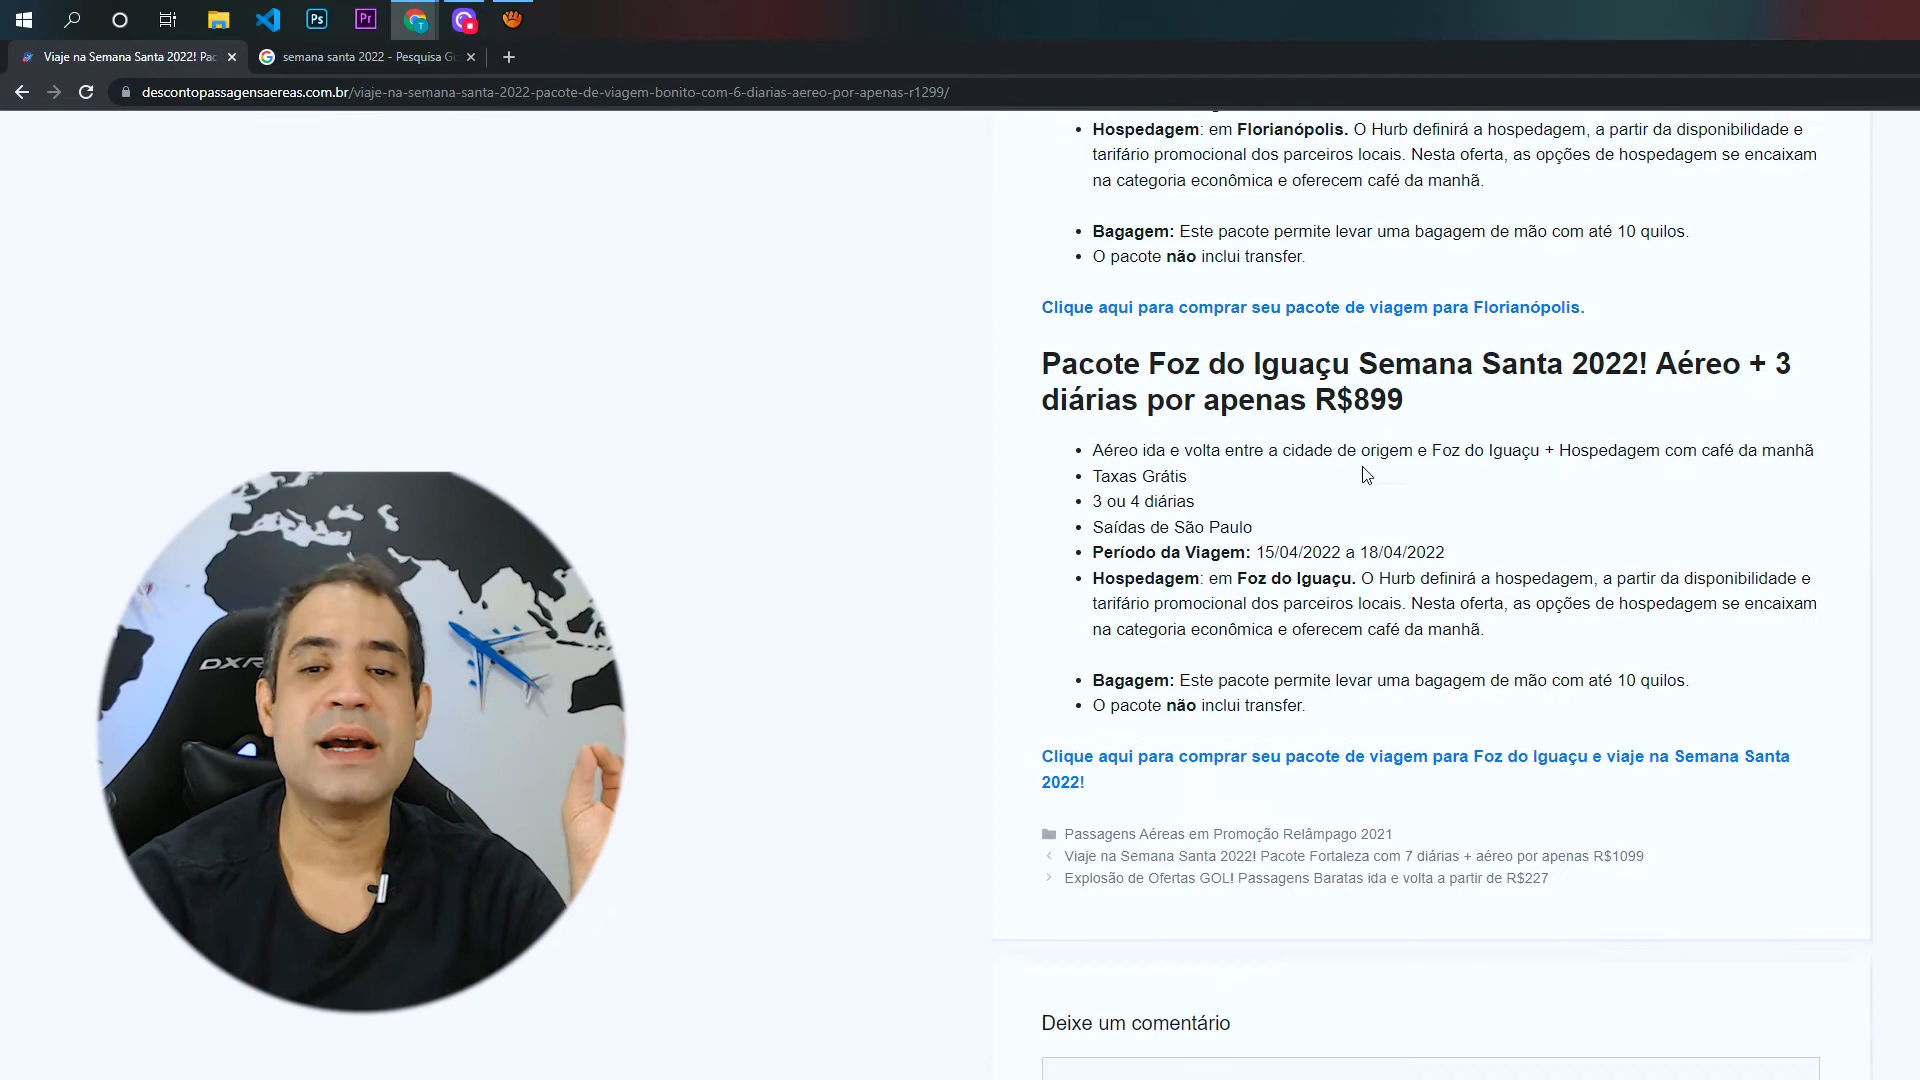 Ps
Pr
Viaje na Semana Santa 2022! Pac
semana santa 2022 - Pesquisa Go
descontopassagensaereas.com.br/viaje-na-semana-santa-2022-pacote-de-viagem-bonito-com-6-diarias-aereo-por-apenas-r1299/
• Hospedagem: em Florianópolis. O Hurb definirá a hospedagem, a partir da disponibilidade e
tarifário promocional dos parceiros locais. Nesta oferta, as opções de hospedagem se encaixam
na categoria econômica e oferecem café da manhã.
• Bagagem: Este pacote permite levar uma bagagem de mão com até 10 quilos.
• O pacote não inclui transfer.
Clique aqui para comprar seu pacote de viagem para Florianópolis.
Pacote Foz do Iguaçu Semana Santa 2022! Aéreo + 3
diárias por apenas R$899
• Aéreo ida e volta entre a cidade de origem e Foz do Iguaçu + Hospedagem com café da manhã
• Taxas Grátis
• 3 ou 4 diárias
• Saídas de São Paulo
• Período da Viagem: 15/04/2022 a 18/04/2022
• Hospedagem: em Foz do Iguaçu. O Hurb definirá a hospedagem, a partir da disponibilidade e
tarifário promocional dos parceiros locais. Nesta oferta, as opções de hospedagem se encaixam
na categoria econômica e oferecem café da manhã.
• Bagagem: Este pacote permite levar uma bagagem de mão com até 10 quilos.
• O pacote não inclui transfer.
Clique aqui para comprar seu pacote de viagem para Foz do Iguaçu e viaje na Semana Santa
2022!
Passagens Aéreas em Promoção Relâmpago 2021
Viaje na Semana Santa 2022! Pacote Fortaleza com 7 diárias + aéreo por apenas R$1099
Explosão de Ofertas GOL! Passagens Baratas ida e volta a partir de R$227
Deixe um comentário
DXR